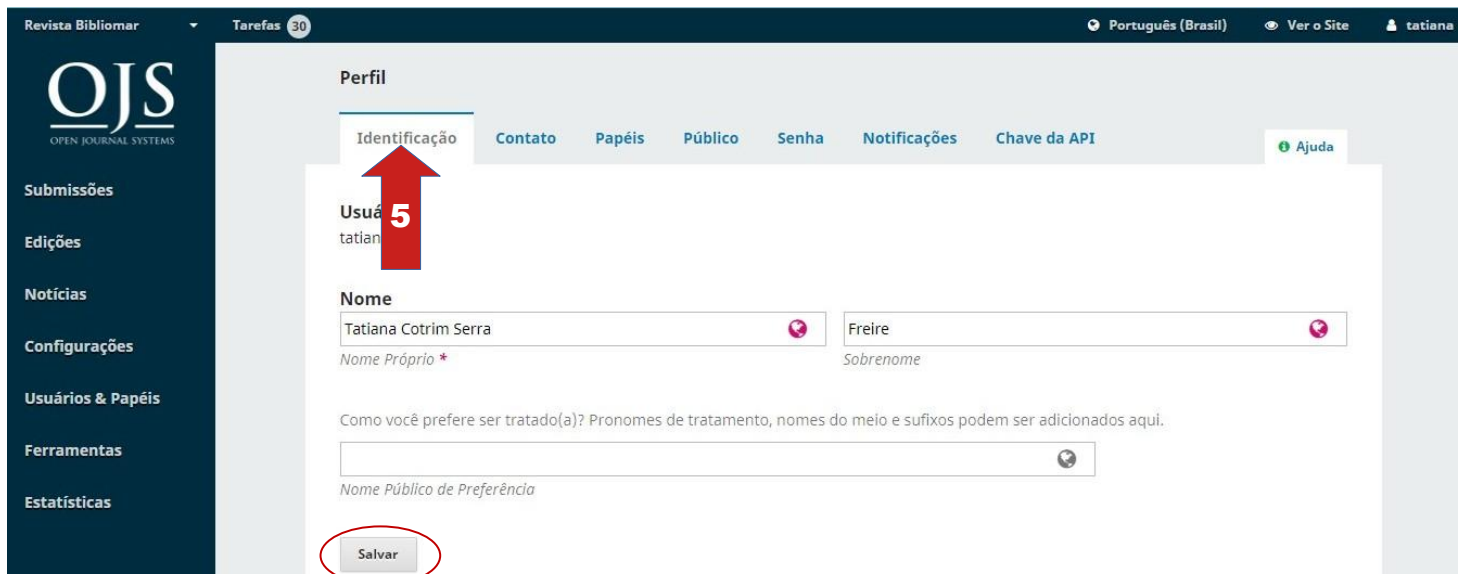 Revista Bibliomar Tarefas 30 Português (Brasil) Ver o Site tatiana
OJS
OPEN JOURNAL SYSTEMS
Submissões
Edições
Notícias
Configurações
Usuários & Papéis
Ferramentas
Estatísticas
Perfil
Identificação Contato Papéis Público Senha Notificações Chave da API Ajuda
5
Nome
Tatiana Cotrim Serra Freire
Nome Próprio * Sobrenome
Como você prefere ser tratado(a)? Pronomes de tratamento, nomes do meio e sufixos podem ser adicionados aqui.
Nome Público de Preferência
Salvar